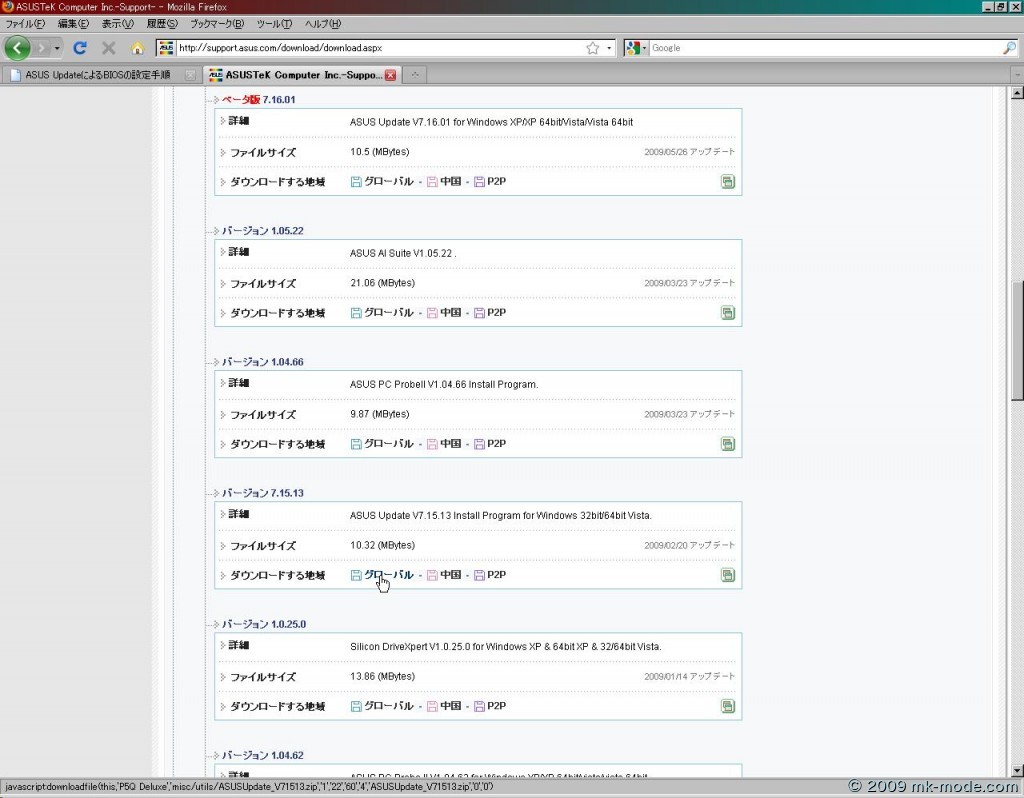 ASUSTeK Computer Inc.-Support- - Mozilla Firefox
ファイル(F) 編集(E) 表示(V) 履歴(S) ブックマーク(B) ツール(T) ヘルプ(H)
http://support.asus.com/download/download.aspx Google
ASUS UpdateによるBIOSの設定手順 ASUSTeK Computer Inc.-Suppo...
ベータ版 7.16.01
詳細 ASUS Update V7.16.01 for Windows XP/XP 64bit/Vista/Vista 64bit
ファイルサイズ 10.5 (MBytes) 2009/05/26 アップデート
ダウンロードする地域 グローバル - 中国 - P2P
バージョン 1.05.22
詳細 ASUS AI Suite V1.05.22 .
ファイルサイズ 21.06 (MBytes) 2009/03/23 アップデート
ダウンロードする地域 グローバル - 中国 - P2P
バージョン 1.04.66
詳細 ASUS PC ProbeII V1.04.66 Install Program.
ファイルサイズ 9.87 (MBytes) 2009/03/23 アップデート
ダウンロードする地域 グローバル - 中国 - P2P
バージョン 7.15.13
詳細 ASUS Update V7.15.13 Install Program for Windows 32bit/64bit Vista.
ファイルサイズ 10.32 (MBytes) 2009/02/20 アップデート
ダウンロードする地域 グローバル - 中国 - P2P
バージョン 1.0.25.0
詳細 Silicon DriveXpert V1.0.25.0 for Windows XP & 64bit XP & 32/64bit Vista.
ファイルサイズ 13.86 (MBytes) 2009/01/14 アップデート
ダウンロードする地域 グローバル - 中国 - P2P
バージョン 1.04.62
詳細 ASUS PC Probe II V1.04.62 for Windows XP/XP 64bit/Vista/Vista 64bit
javascript:downloadfile(this,'P5Q Deluxe','misc/utils/ASUSUpdate_V71513.zip','1','22','60','4','ASUSUpdate_V71513.zip','0','0')
© 2009 mk-mode.com